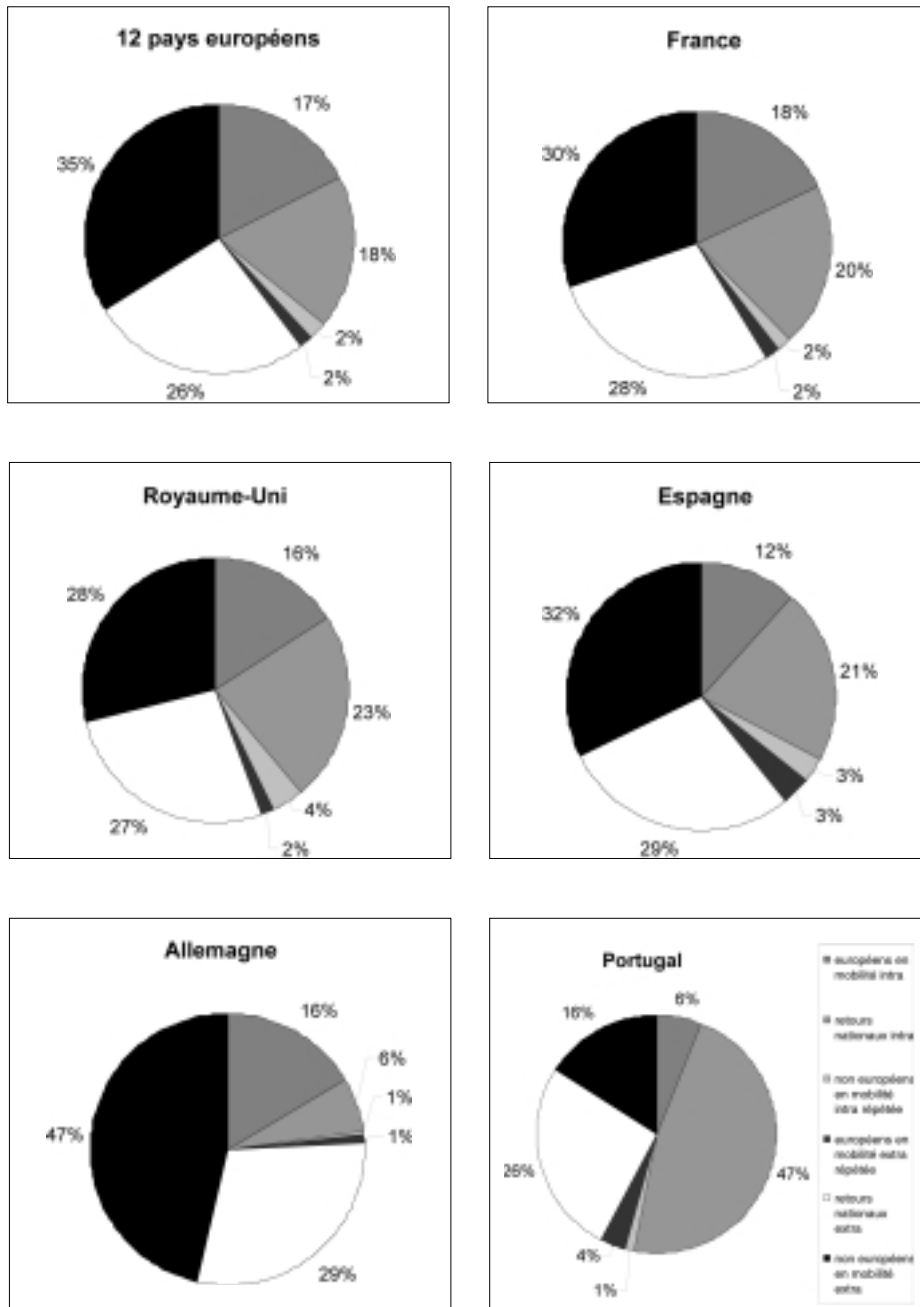 12 pays européens
17%
35%
18%
2%
2%
26%
France
18%
30%
20%
2%
2%
28%
Royaume-Uni
16%
28%
23%
4%
2%
27%
Espagne
12%
32%
21%
3%
3%
29%
Allemagne
16%
6%
1%
1%
47%
29%
Portugal
6%
16%
47%
26%
4%
1%
européens en
mobilité intra
retours
nationaux intra
non européens
en mobilité
intra répétée
européens en
mobilité extra
répétée
retours
nationaux
extra
non européens
en mobilité
extra